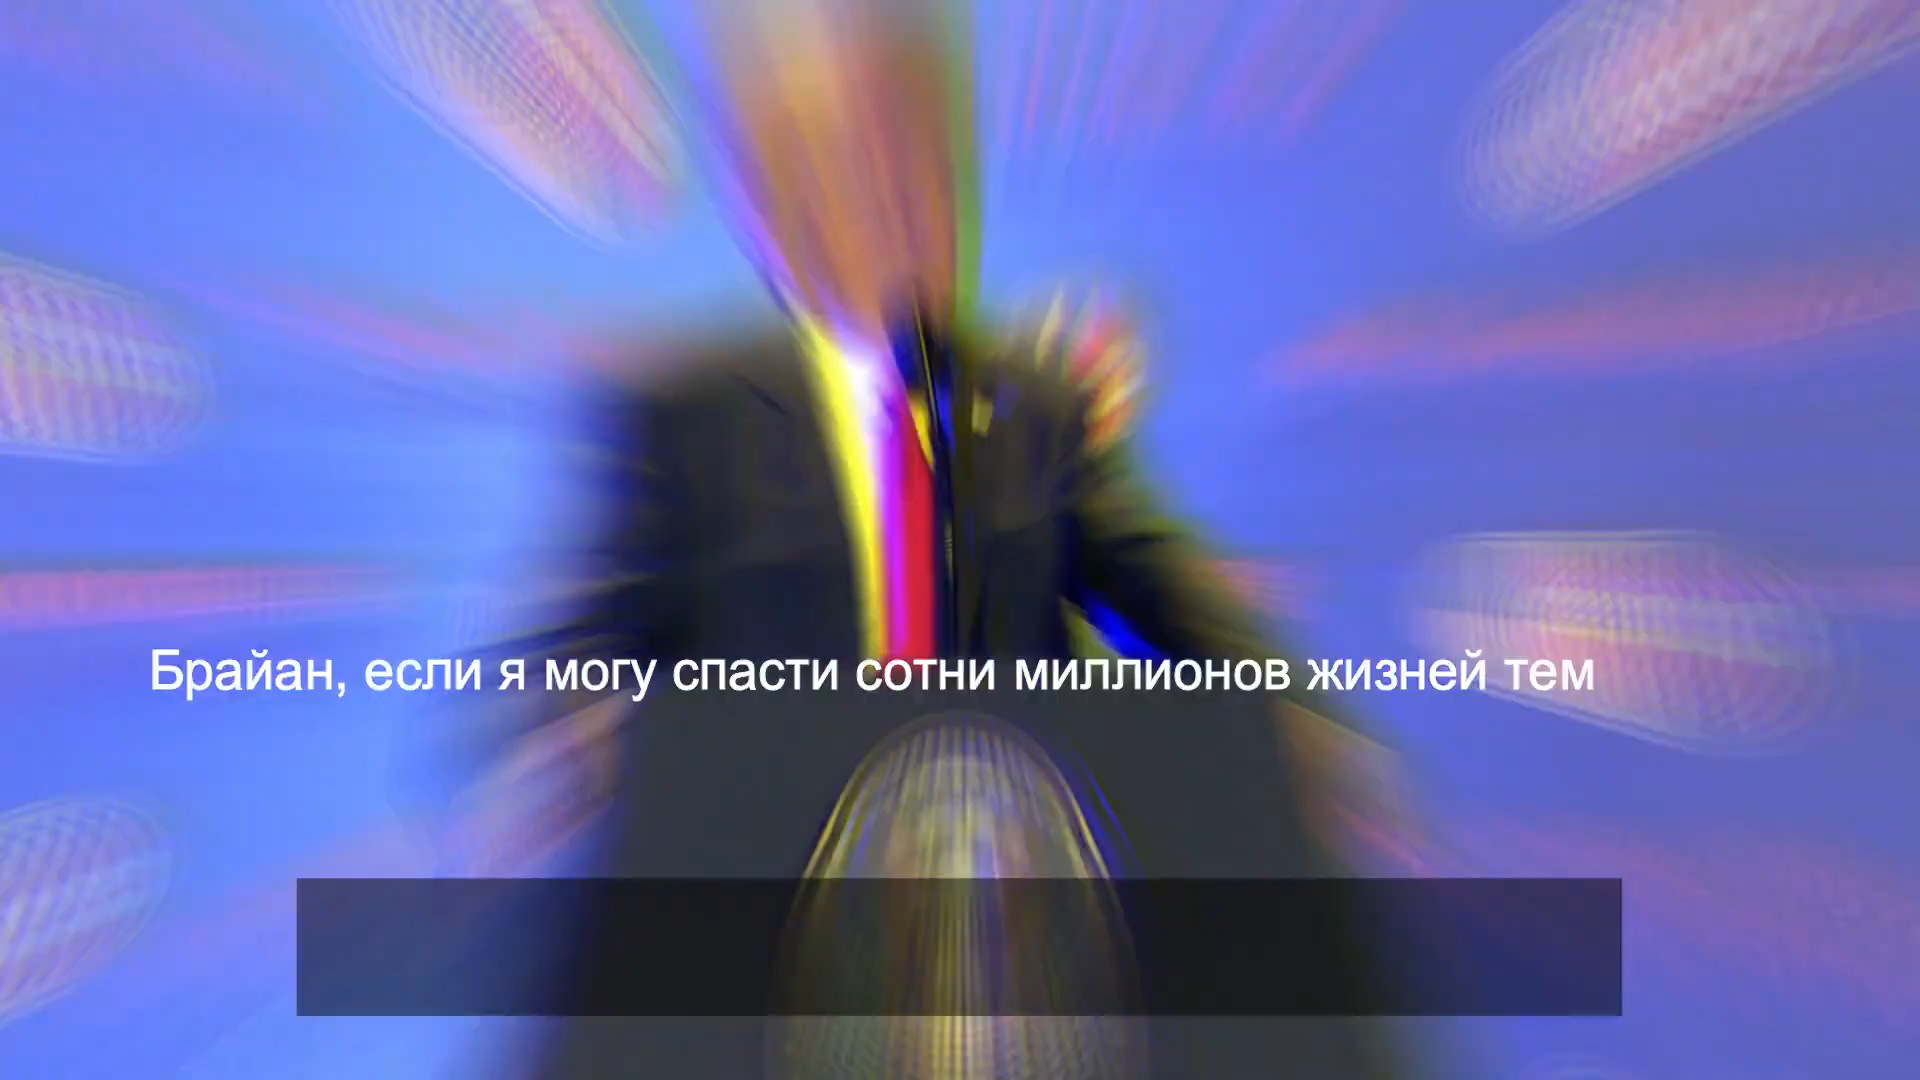 Брайан, если я могу спасти сотни миллионов жизней тем